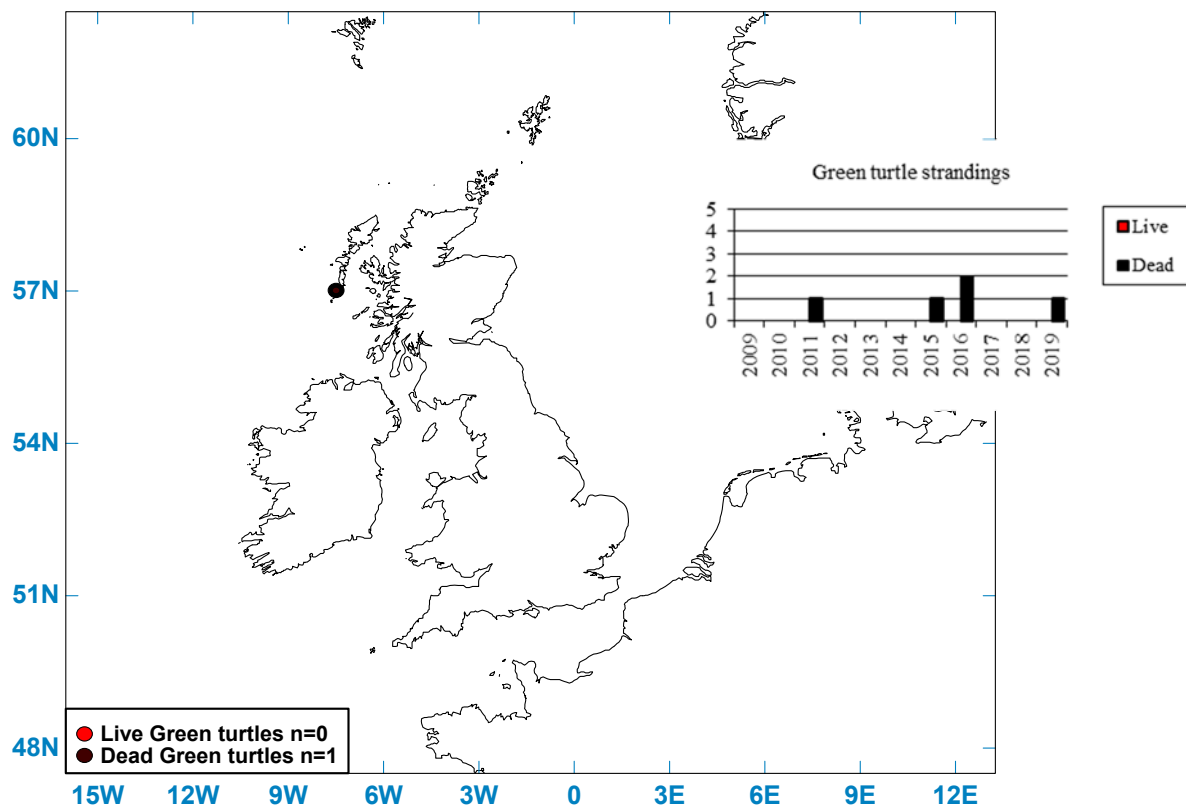 60N
57N
54N
51N
48N
Green turtle strandings
5
4
3
2
1
0
2009
2010
2011
2012
2013
2014
2015
2016
2017
2018
2019
Live
Dead
Live Green turtles n=0
Dead Green turtles n=1
15W 12W 9W 6W 3W 0 3E 6E 9E 12E